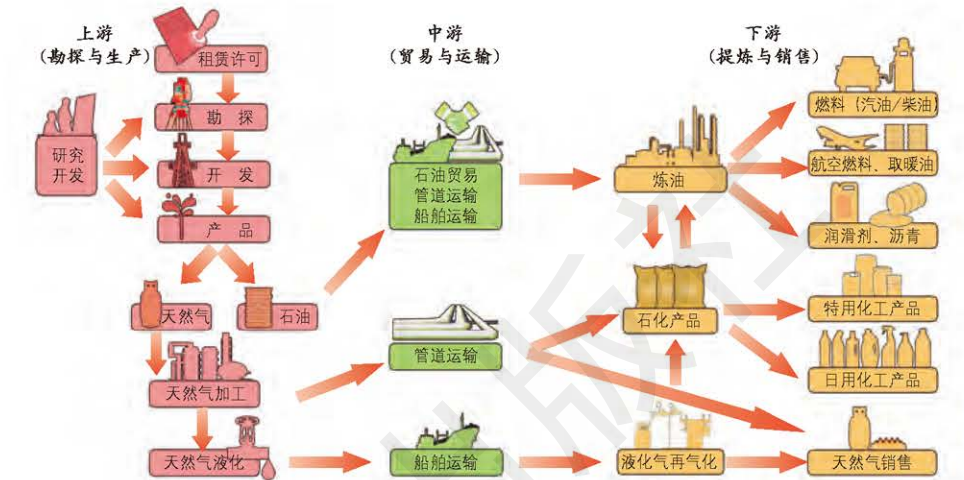 上游
(勘探与生产)
租赁许可
勘 探
研究
开发
开 发
产 品
天然气
石油
天然气加工
天然气液化
中游
(贸易与运输)
石油贸易
管道运输
船舶运输
管道运输
船舶运输
下游
(提炼与销售)
炼油
石化产品
液化气再气化
燃料 (汽油/柴油)
航空燃料、取暖油
润滑剂、沥青
特用化工产品
日用化工产品
天然气销售